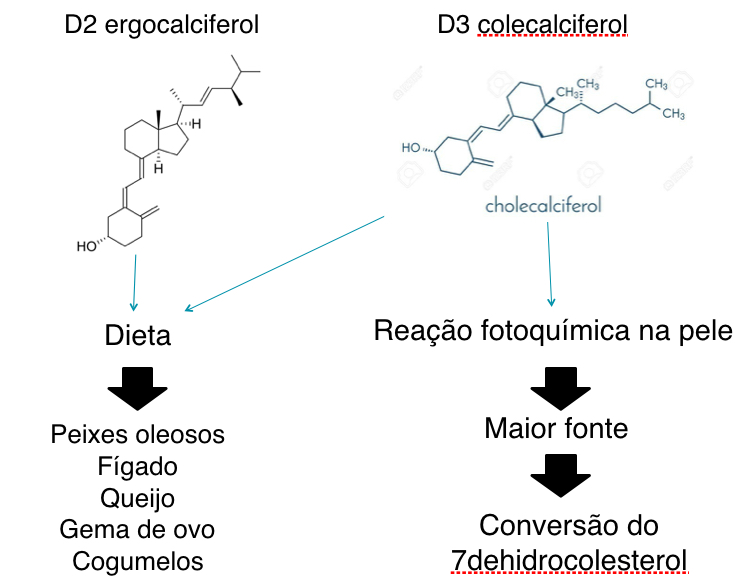 D2 ergocalciferol
D3 colecalciferol
H
H
HO
CH3
CH3
CH3
CH3
HO
cholecalciferol
Dieta
Reação fotoquímica na pele
Peixes oleosos
Fígado
Queijo
Gema de ovo
Cogumelos
Maior fonte
Conversão do
7dehidrocolesterol